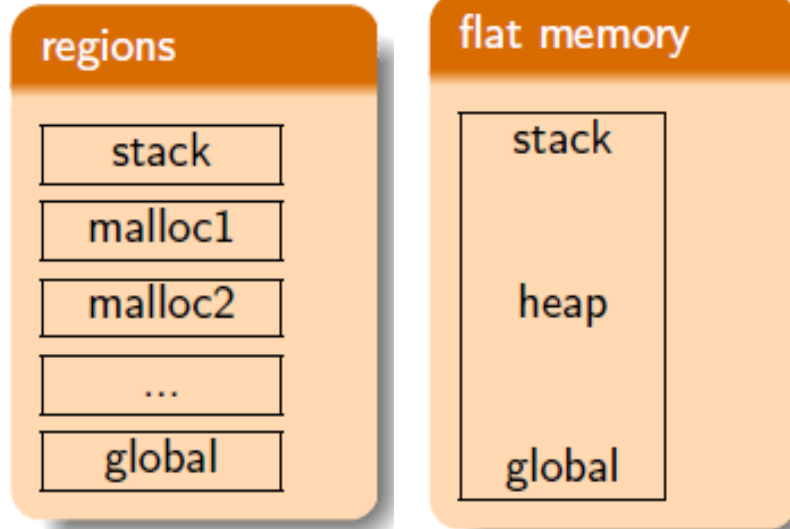 regions
stack
malloc1
malloc2
...
global
flat memory
stack
heap
global